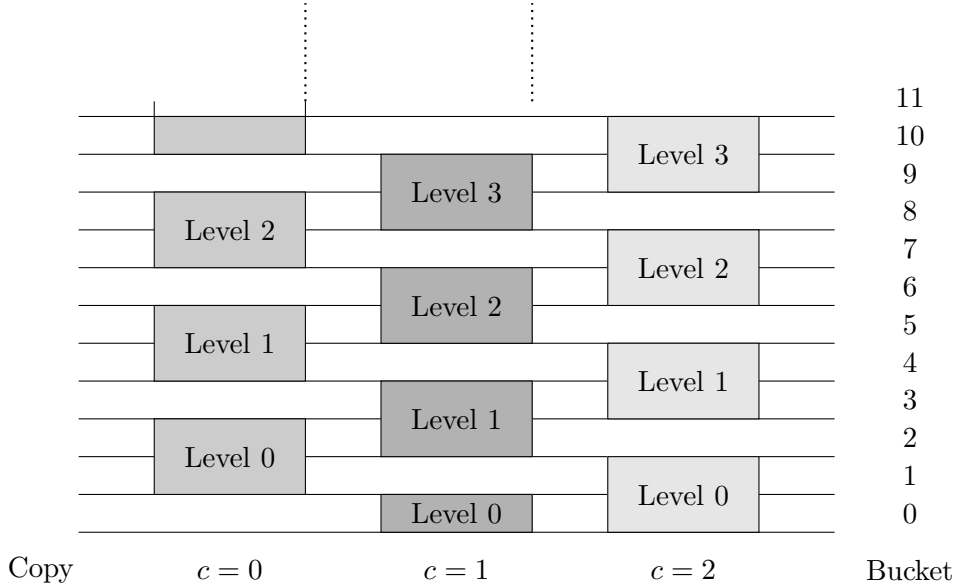 11
10
Level 3
9
Level 3
8
Level 2
7
Level 2
6
Level 2
5
Level 1
4
Level 1
3
Level 1
2
Level 0
1
Level 0
Level 0
0
Copy c = 0 c = 1 c = 2 Bucket